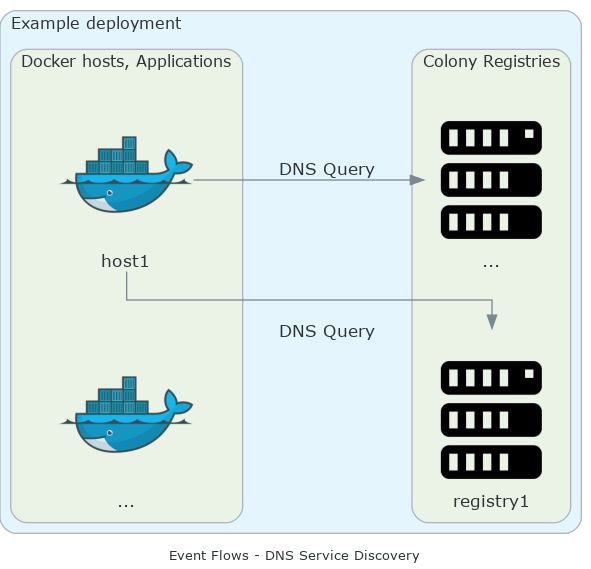 Example deployment
Docker hosts, Applications
Colony Registries
DNS Query
host1
...
DNS Query
...
registry1
Event Flows - DNS Service Discovery